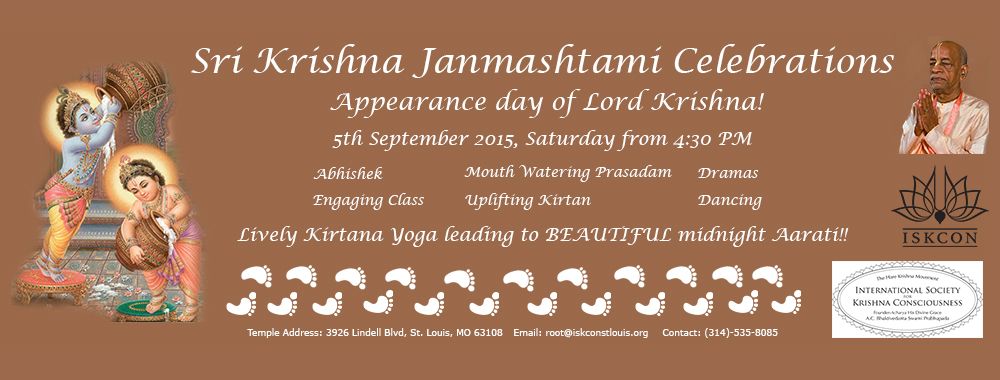 Sri Krishna Janmashtami Celebrations
Appearance day of Lord Krishna!
5th September 2015, Saturday from 4:30 PM
Abhishek Mouth Watering Prasadam Dramas
Engaging Class Uplifting Kirtan Dancing
Lively Kirtana Yoga leading to BEAUTIFUL midnight Aarati!!
Temple Address: 3926 Lindell Blvd, St. Louis, MO 63108 Email: root@iskconstlouis.org Contact: (314)-535-8085
ISKCON
The Hare Krishna Movement
INTERNATIONAL SOCIETY
FOR
KRISHNA CONSCIOUSNESS
Founder-Acharya His Divine Grace
A.C. Bhaktivedanta Swami Prabhupada